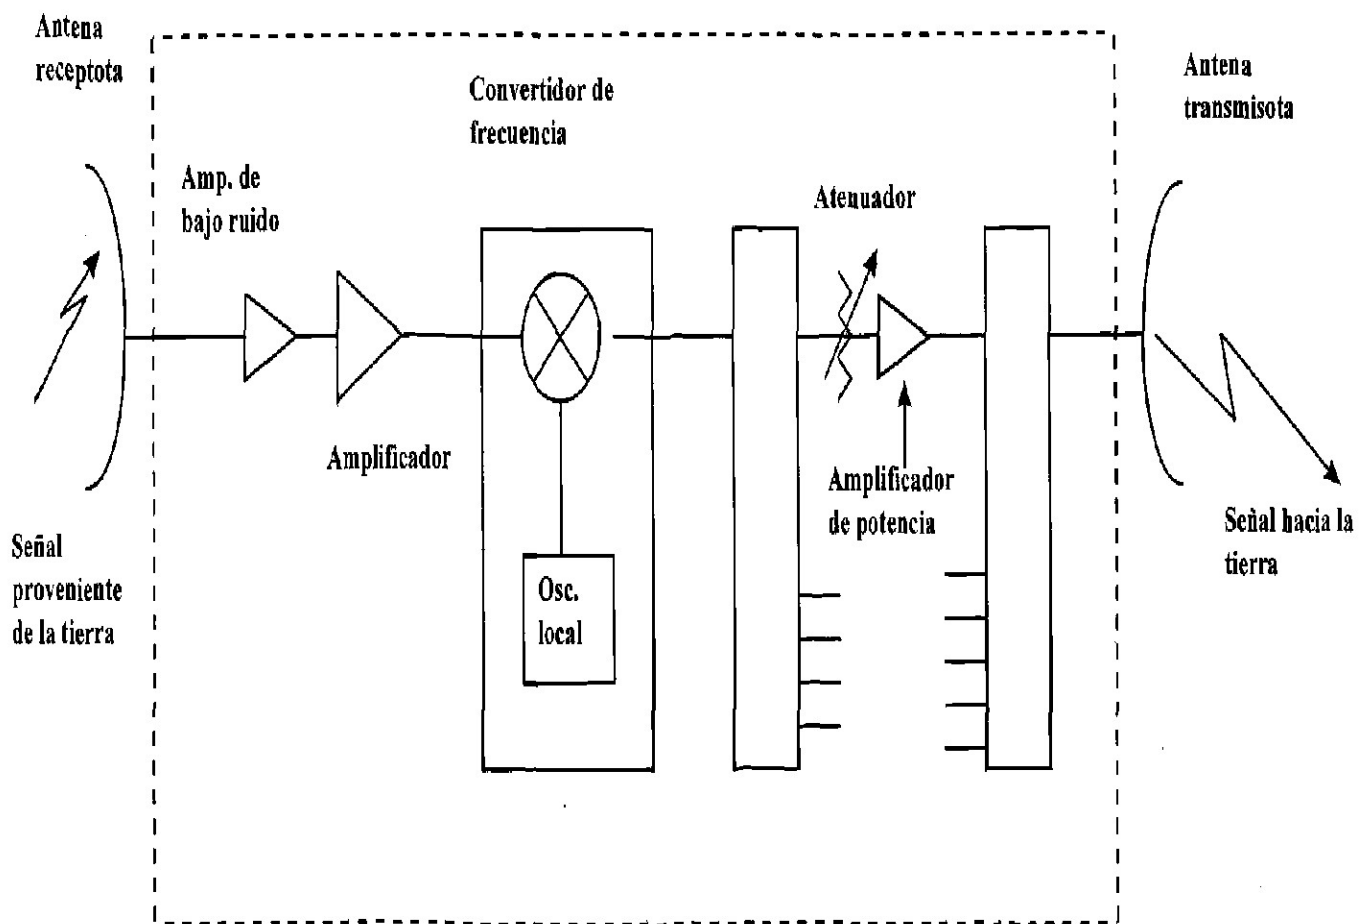 Antena
receptota
Convertidor de
frecuencia
Antena
transmisota
Amp. de
bajo ruido
Atenuador
Amplificador
Amplificador
de potencia
Señal
proveniente
de la tierra
Osc.
local
Señal hacia la
tierra